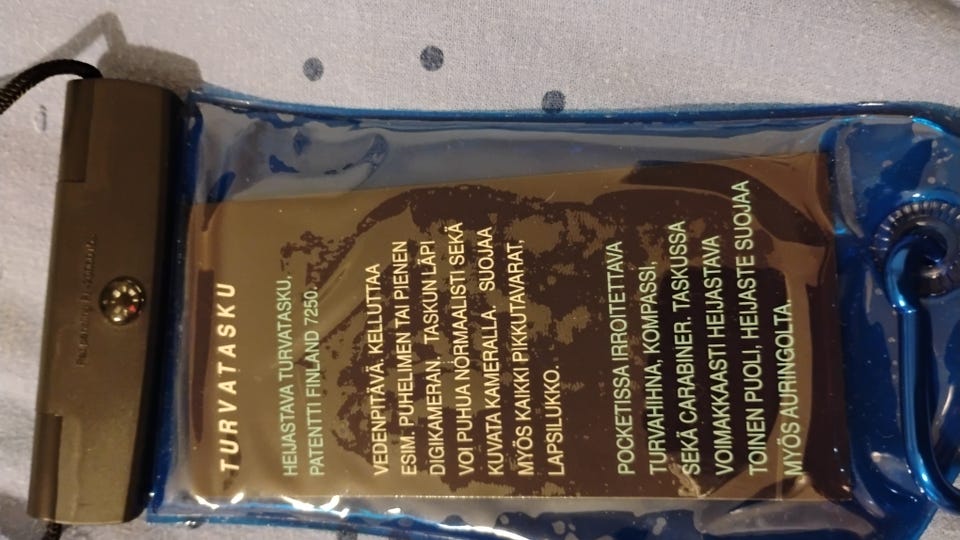 TURVATASKU
HEIJASTAVA TURVATASKU,
PATENTTI FINLAND 7250.
VEDENPITÄVÄ. KELLUTTAA
ESIM. PUHELIMEN TAI PIENEN
DIGIKAMERAN. TASKUN LÄPI
VOI PUHUA NORMAALISTI SEKÄ
KUVATA KAMERALLA. SUOJAA
MYÖS KAIKKI PIKKUTAVARAT,
LAPSILUKKO.
POCKETISSA IRROITETTAVA
TURVAHIHNA, KOMPASSI,
SEKÄ CARABINER. TASKUSSA
VOIMAKKAASTI HEIJASTAVA
TOINEN PUOLI, HEIJASTE SUOJAA
MYÖS AURINGOLTA.